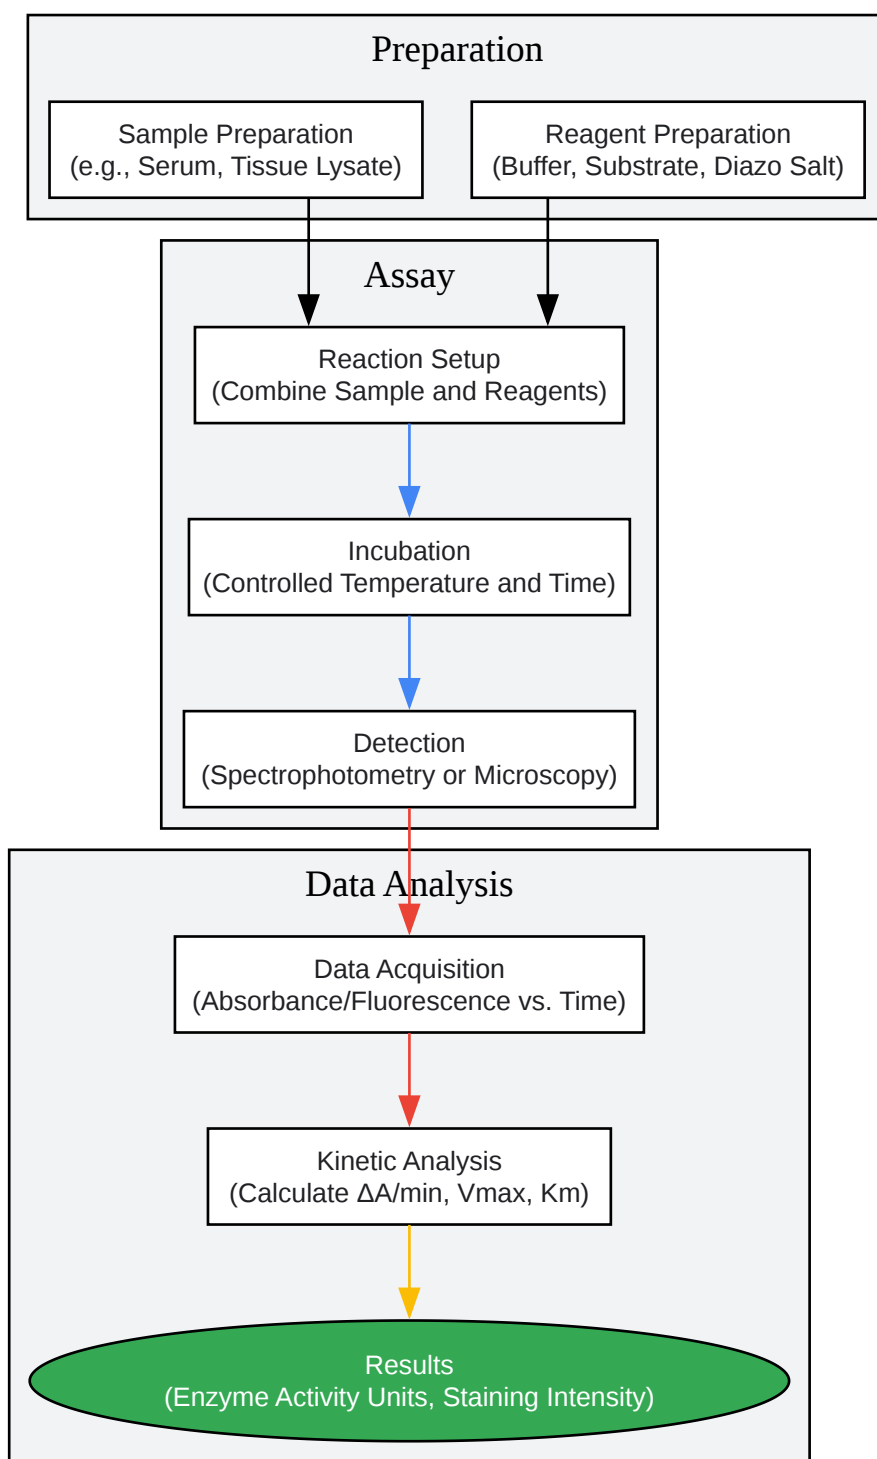 Preparation
Sample Preparation
(e.g., Serum, Tissue Lysate)
Reagent Preparation
(Buffer, Substrate, Diazo Salt)
Assay
Reaction Setup
(Combine Sample and Reagents)
Incubation
(Controlled Temperature and Time)
Detection
(Spectrophotometry or Microscopy)
Data Analysis
Data Acquisition
(Absorbance/Fluorescence vs. Time)
Kinetic Analysis
(Calculate ΔA/min, Vmax, Km)
Results
(Enzyme Activity Units, Staining Intensity)